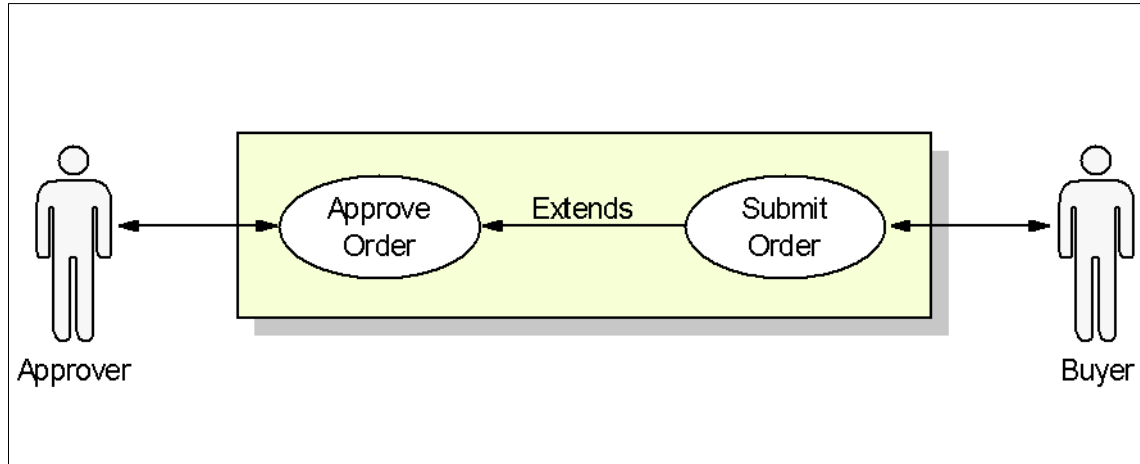 Approve
Order
Extends
Submit
Order
Approver
Buyer